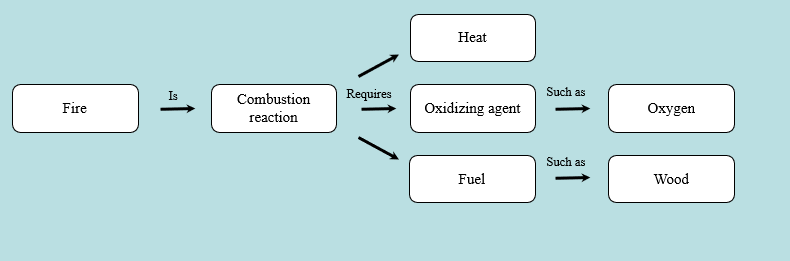 Heat
Fire
Is
Combustion
reaction
Requires
Oxidizing agent
Such as
Oxygen
Fuel
Such as
Wood